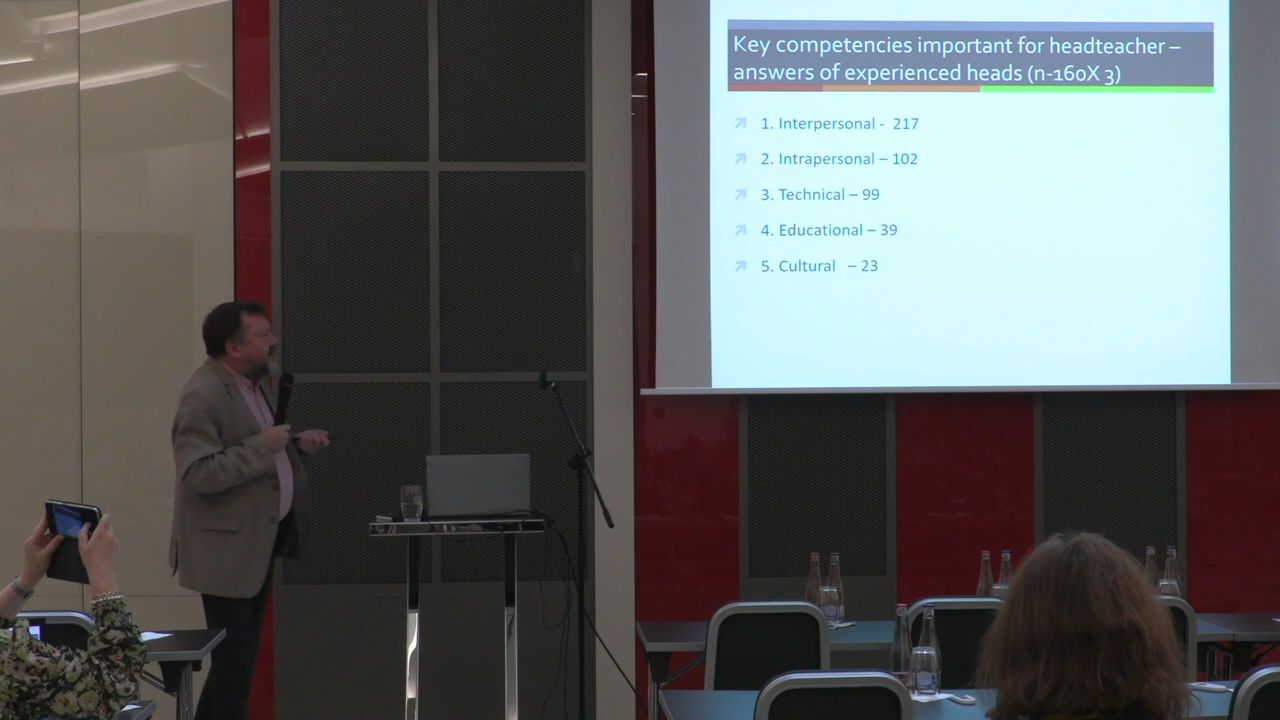 Key competencies important for headteacher –
answers of experienced heads (n-160X 3)
1. Interpersonal - 217
2. Intrapersonal – 102
3. Technical – 99
4. Educational – 39
5. Cultural – 23